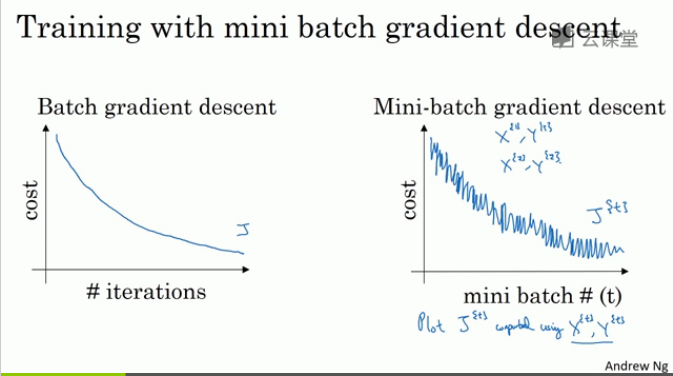 Training with mini batch gradient descent
云课堂
Batch gradient descent
cost
J
# iterations
Mini-batch gradient descent
X^{1}, Y^{1}
X^{2}, Y^{2}
cost
J^{t}
mini batch # (t)
Plot J^{t} computed using X^{t}, Y^{t}
Andrew Ng